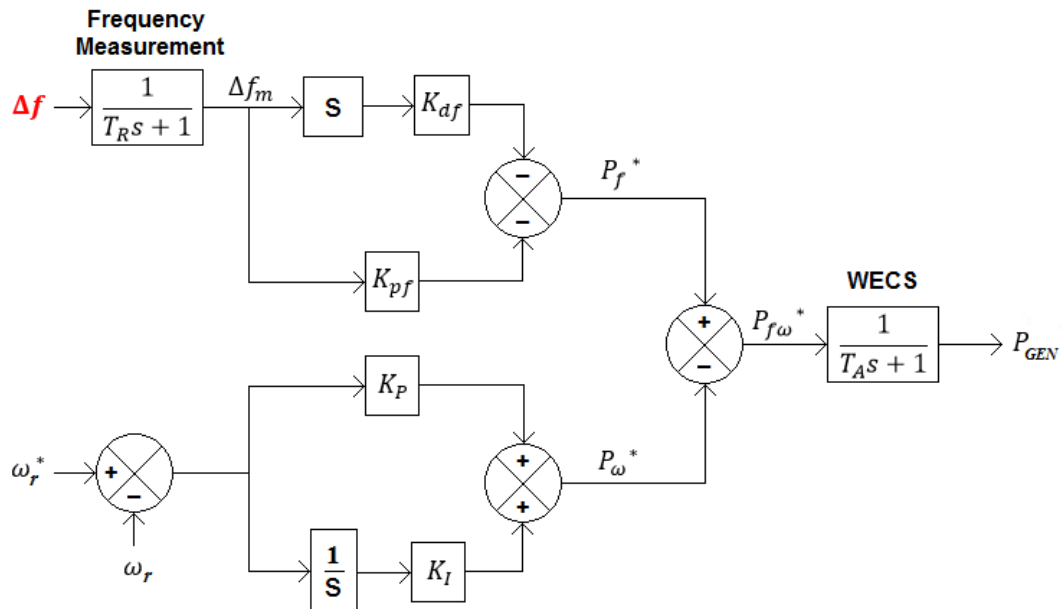 Frequency
Measurement
Δf
1
T_R s + 1
Δf_m
S
K_df
−
−
P_f *
K_pf
WECS
+
−
P_fω *
1
T_A s + 1
P_GEN
K_P
ω_r *
+
−
ω_r
+
+
P_ω *
1
S
K_I